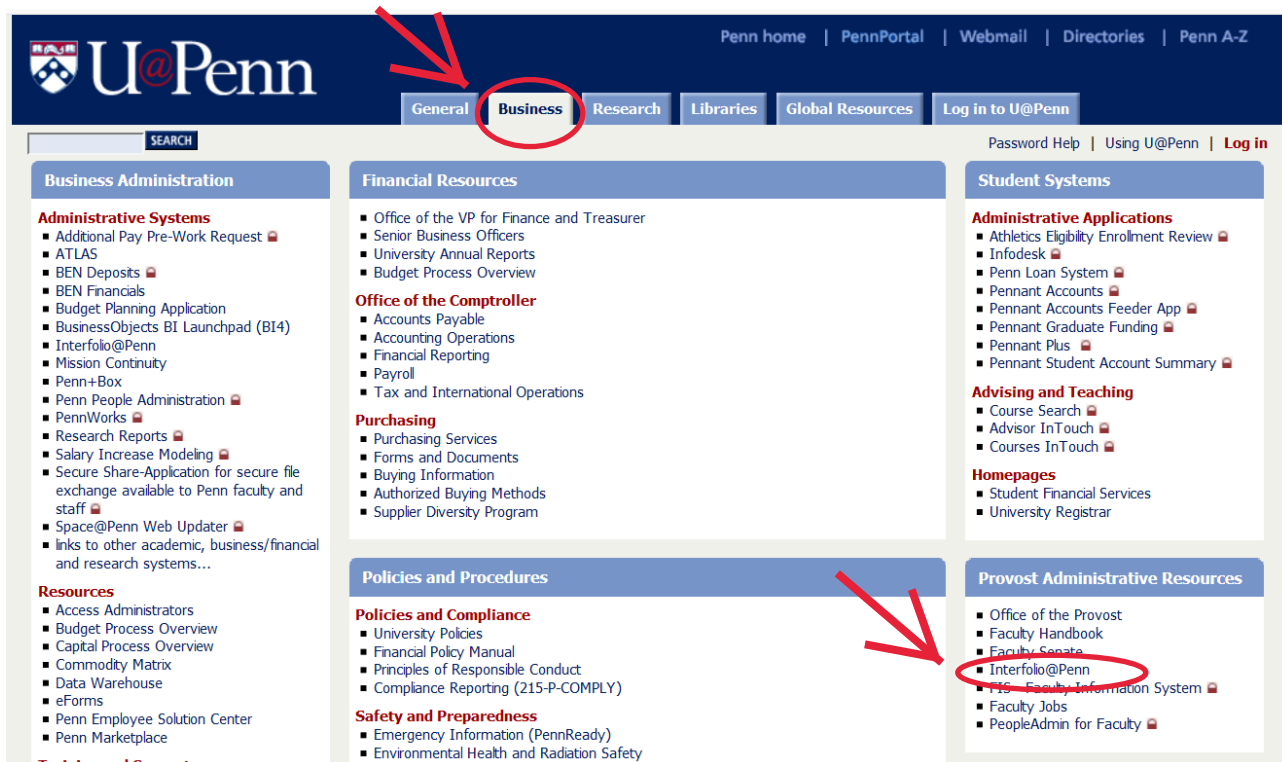 Penn home | PennPortal | Webmail | Directories | Penn A-Z
U@Penn
General Business Research Libraries Global Resources Log in to U@Penn
SEARCH
Password Help | Using U@Penn | Log in
Business Administration
Administrative Systems
Additional Pay Pre-Work Request
ATLAS
BEN Deposits
BEN Financials
Budget Planning Application
BusinessObjects BI Launchpad (BI4)
Interfolio@Penn
Mission Continuity
Penn+Box
Penn People Administration
PennWorks
Research Reports
Salary Increase Modeling
Secure Share-Application for secure file
exchange available to Penn faculty and
staff
Space@Penn Web Updater
links to other academic, business/financial
and research systems...
Resources
Access Administrators
Budget Process Overview
Capital Process Overview
Commodity Matrix
Data Warehouse
eForms
Penn Employee Solution Center
Penn Marketplace
Financial Resources
Office of the VP for Finance and Treasurer
Senior Business Officers
University Annual Reports
Budget Process Overview
Office of the Comptroller
Accounts Payable
Accounting Operations
Financial Reporting
Payroll
Tax and International Operations
Purchasing
Purchasing Services
Forms and Documents
Buying Information
Authorized Buying Methods
Supplier Diversity Program
Policies and Procedures
Policies and Compliance
University Policies
Financial Policy Manual
Principles of Responsible Conduct
Compliance Reporting (215-P-COMPLY)
Safety and Preparedness
Emergency Information (PennReady)
Environmental Health and Radiation Safety
Student Systems
Administrative Applications
Athletics Eligibility Enrollment Review
Infodesk
Penn Loan System
Pennant Accounts
Pennant Accounts Feeder App
Pennant Graduate Funding
Pennant Plus
Pennant Student Account Summary
Advising and Teaching
Course Search
Advisor InTouch
Courses InTouch
Homepages
Student Financial Services
University Registrar
Provost Administrative Resources
Office of the Provost
Faculty Handbook
Faculty Senate
Interfolio@Penn
FIS - Faculty Information System
Faculty Jobs
PeopleAdmin for Faculty